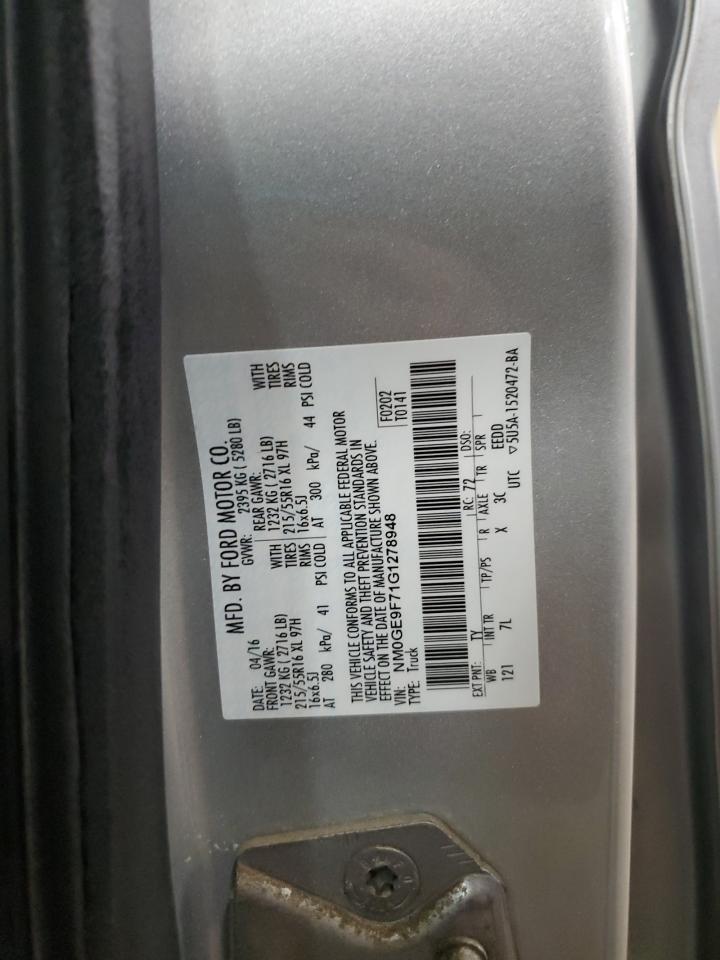 MFD. BY FORD MOTOR CO.
DATE: 04/16 GVWR: 2395 KG ( 5280 LB)
FRONT GAWR: REAR GAWR:
1232 KG ( 2716 LB) WITH 1232 KG ( 2716 LB) WITH
215/55R16 XL 97H TIRES 215/55R16 XL 97H TIRES
16x6.5J RIMS 16x6.5J RIMS
AT 280 kPa/ 41 PSI COLD AT 300 kPa/ 44 PSI COLD
THIS VEHICLE CONFORMS TO ALL APPLICABLE FEDERAL MOTOR
VEHICLE SAFETY AND THEFT PREVENTION STANDARDS IN
EFFECT ON THE DATE OF MANUFACTURE SHOWN ABOVE.
F0202
T0141
VIN: NM0GE9F71G1278948
TYPE: Truck
EXT PNT: TY RC: 72 DSO:
WB INT TR TP/PS R AXLE TR SPR
121 7L X 3C EEDD
UTC ▽5U5A-1520472-BA